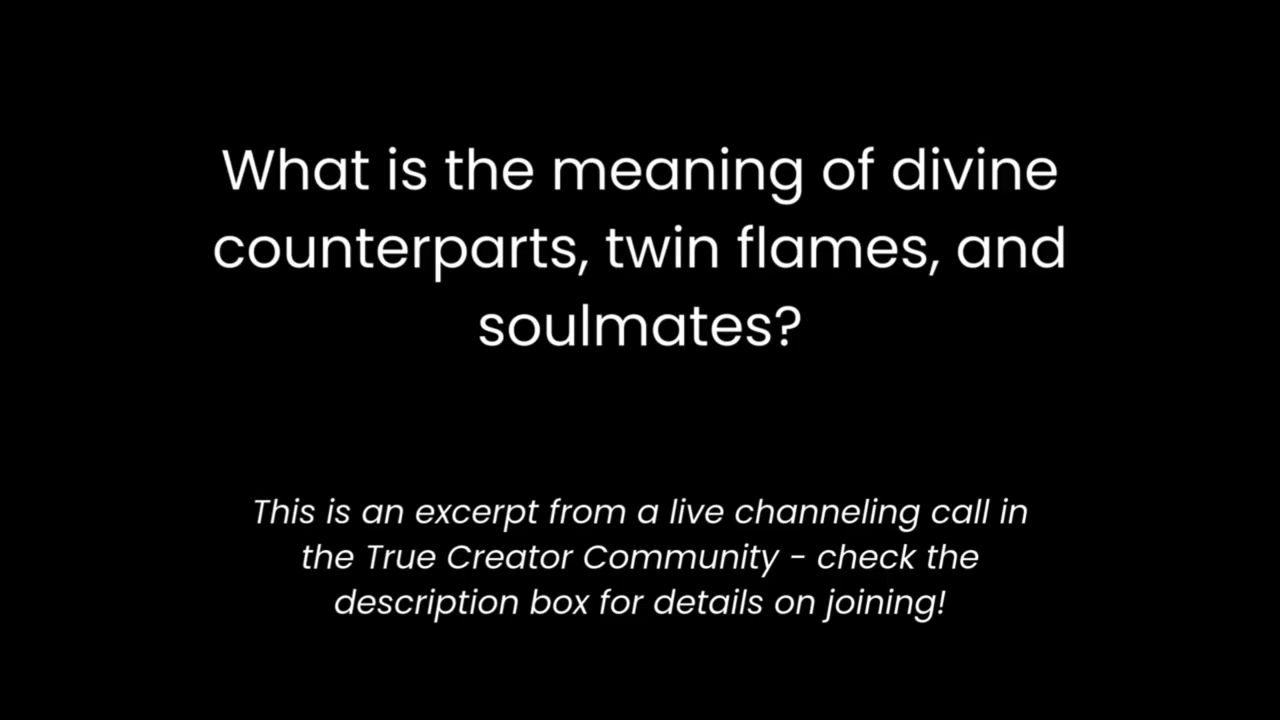 What is the meaning of divine
counterparts, twin flames, and
soulmates?
This is an excerpt from a live channeling call in
the True Creator Community - check the
description box for details on joining!